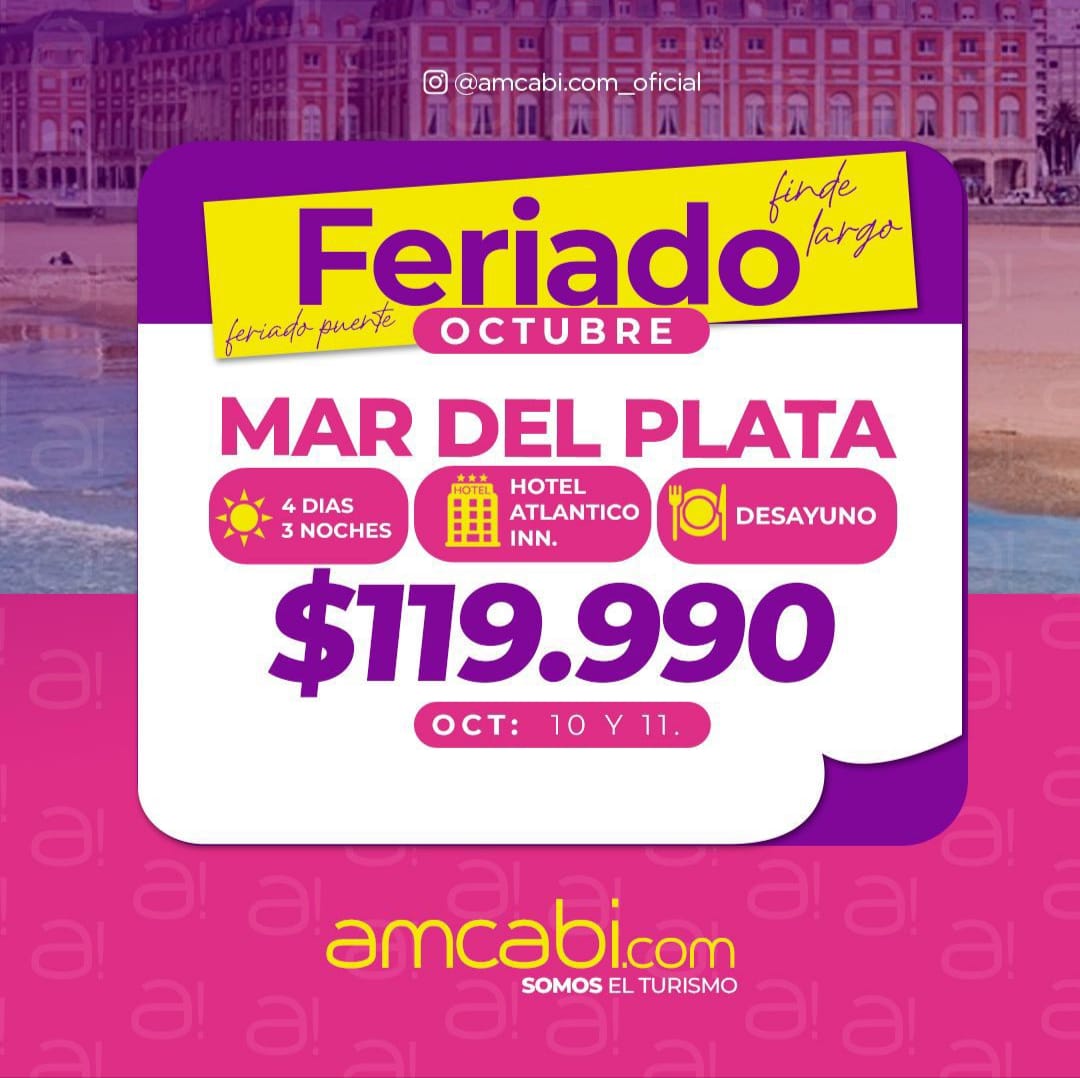 @amcabi.com_oficial
finde
largo
Feriado
feriado puente
OCTUBRE
MAR DEL PLATA
4 DIAS
3 NOCHES
HOTEL
HOTEL
ATLANTICO
INN.
DESAYUNO
$119.990
OCT: 10 Y 11.
amcabi.com
SOMOS EL TURISMO